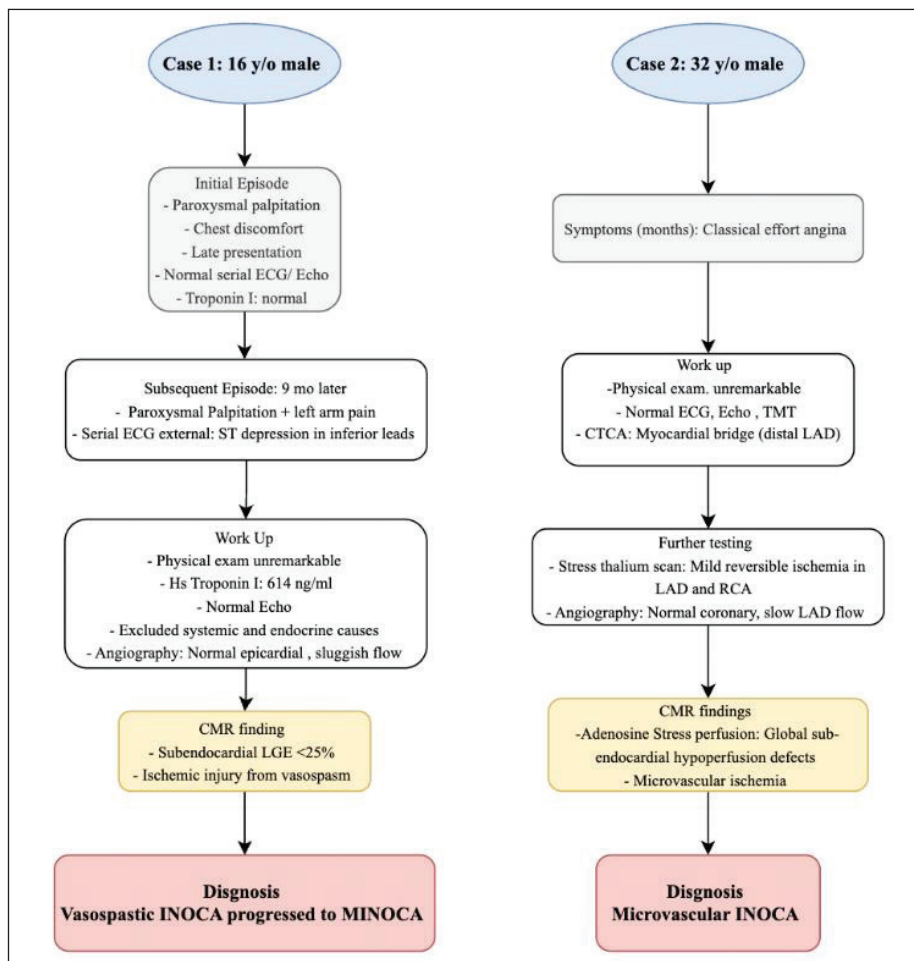 Case 1: 16 y/o male
Initial Episode
- Paroxysmal palpitation
- Chest discomfort
- Late presentation
- Normal serial ECG/ Echo
- Troponin I: normal
Subsequent Episode: 9 mo later
- Paroxysmal Palpitation + left arm pain
- Serial ECG external: ST depression in inferior leads
Work Up
- Physical exam unremarkable
- Hs Troponin I: 614 ng/ml
- Normal Echo
- Excluded systemic and endocrine causes
- Angiography: Normal epicardial , sluggish flow
CMR finding
- Subendocardial LGE <25%
- Ischemic injury from vasospasm
Disgnosis
Vasospastic INOCA progressed to MINOCA
Case 2: 32 y/o male
Symptoms (months): Classical effort angina
Work up
-Physical exam. unremarkable
- Normal ECG, Echo , TMT
- CTCA: Myocardial bridge (distal LAD)
Further testing
- Stress thalium scan: Mild reversible ischemia in
LAD and RCA
- Angiography: Normal coronary, slow LAD flow
CMR findings
-Adenosine Stress perfusion: Global sub-
endocardial hypoperfusion defects
- Microvascular ischemia
Disgnosis
Microvascular INOCA